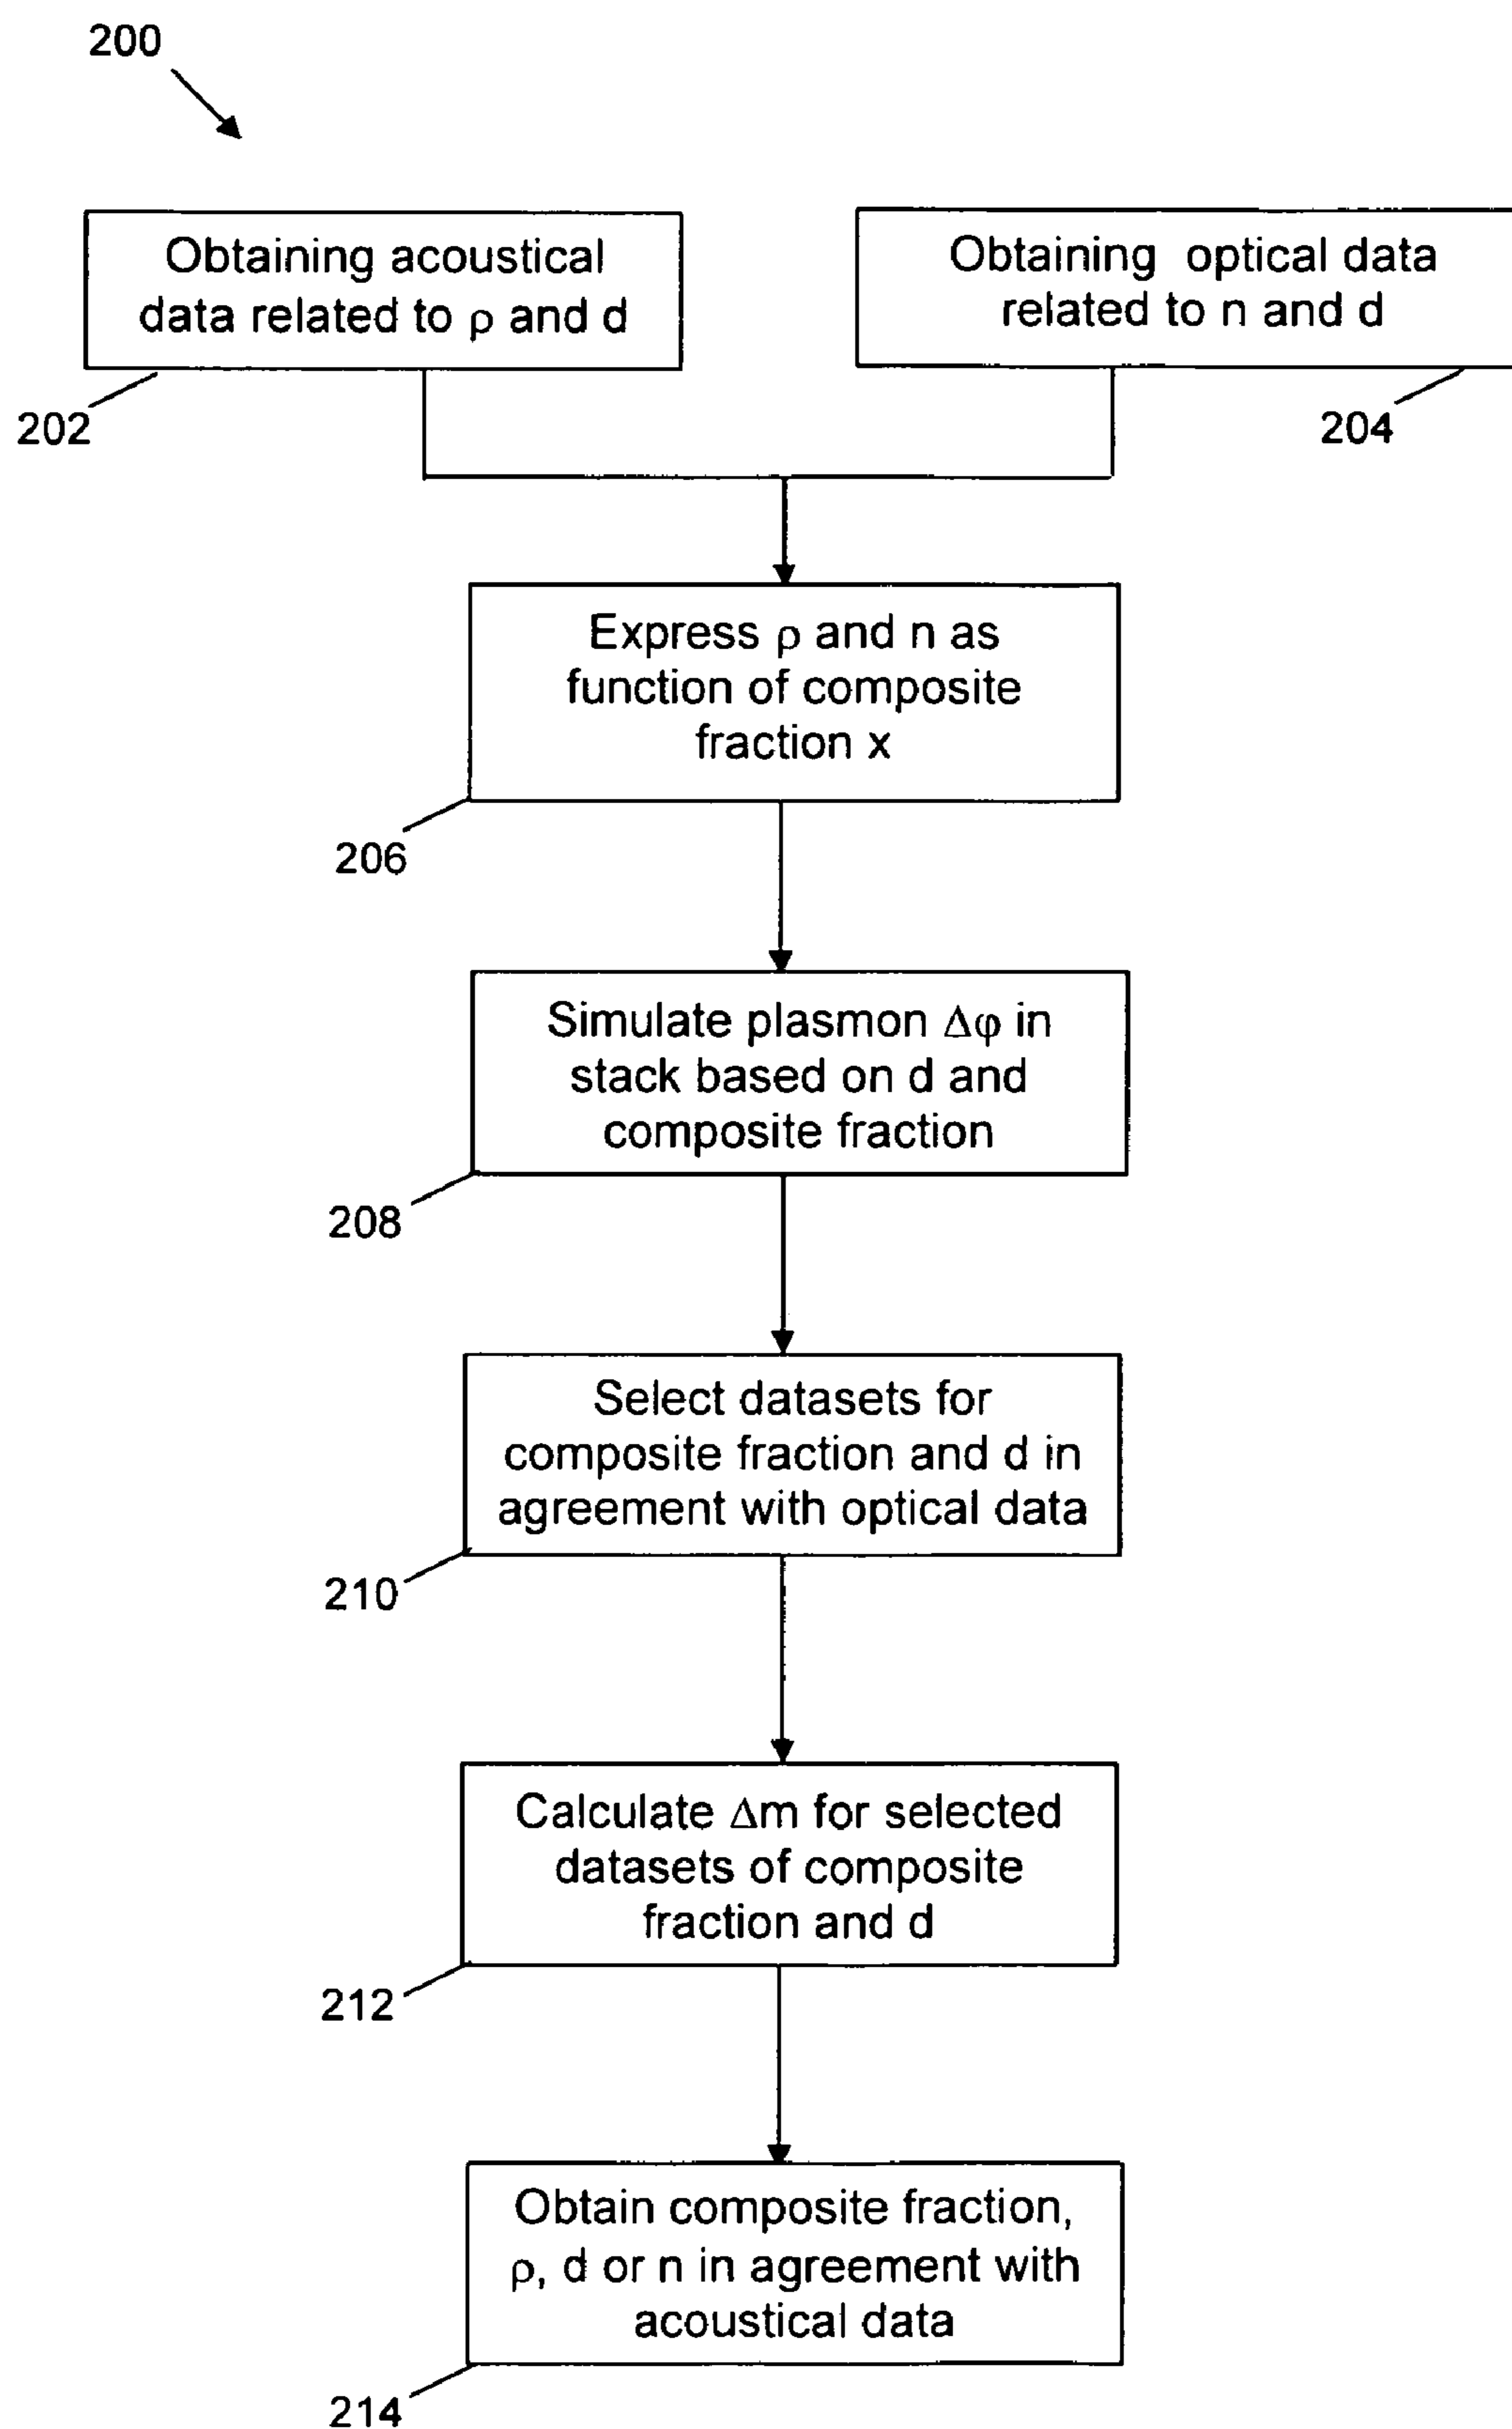 200
Obtaining acoustical
data related to ρ and d
202
Obtaining optical data
related to n and d
204
Express ρ and n as
function of composite
fraction x
206
Simulate plasmon Δφ in
stack based on d and
composite fraction
208
Select datasets for
composite fraction and d in
agreement with optical data
210
Calculate Δm for selected
datasets of composite
fraction and d
212
Obtain composite fraction,
ρ, d or n in agreement with
acoustical data
214